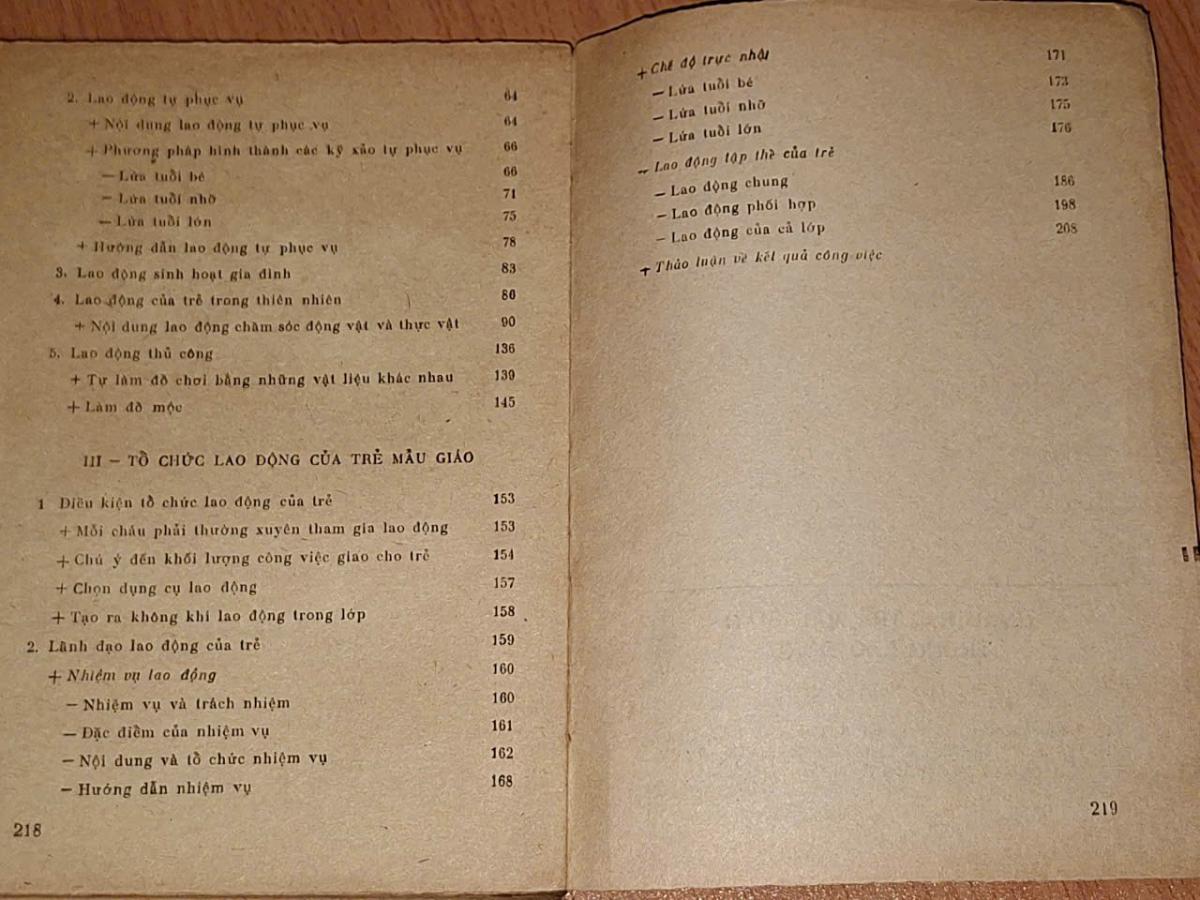 2. Lao động tự phục vụ 64
+ Nội dung lao động tự phục vụ 64
+ Phương pháp hình thành các kỹ xảo tự phục vụ 66
— Lứa tuổi bé 66
— Lứa tuổi nhỡ 71
— Lứa tuổi lớn 75
+ Hướng dẫn lao động tự phục vụ 78
3. Lao động sinh hoạt gia đình 83
4. Lao động của trẻ trong thiên nhiên 80
+ Nội dung lao động chăm sóc động vật và thực vật 90
5. Lao động thủ công 136
+ Tự làm đồ chơi bằng những vật liệu khác nhau 139
+ Làm đồ mộc 145
III — TỔ CHỨC LAO ĐỘNG CỦA TRẺ MẪU GIÁO
1 Điều kiện tổ chức lao động của trẻ 153
+ Mỗi cháu phải thường xuyên tham gia lao động 153
+ Chú ý đến khối lượng công việc giao cho trẻ 154
+ Chọn dụng cụ lao động 157
+ Tạo ra không khí lao động trong lớp 158
2. Lãnh đạo lao động của trẻ 159
+ Nhiệm vụ lao động 160
— Nhiệm vụ và trách nhiệm 160
— Đặc điểm của nhiệm vụ 161
— Nội dung và tổ chức nhiệm vụ 162
— Hướng dẫn nhiệm vụ 168
218
+ Chế độ trực nhật 171
— Lứa tuổi bé 173
— Lứa tuổi nhỡ 175
— Lứa tuổi lớn 176
— Lao động tập thể của trẻ
— Lao động chung 186
— Lao động phối hợp 198
— Lao động của cả lớp 208
+ Thảo luận về kết quả công việc
219